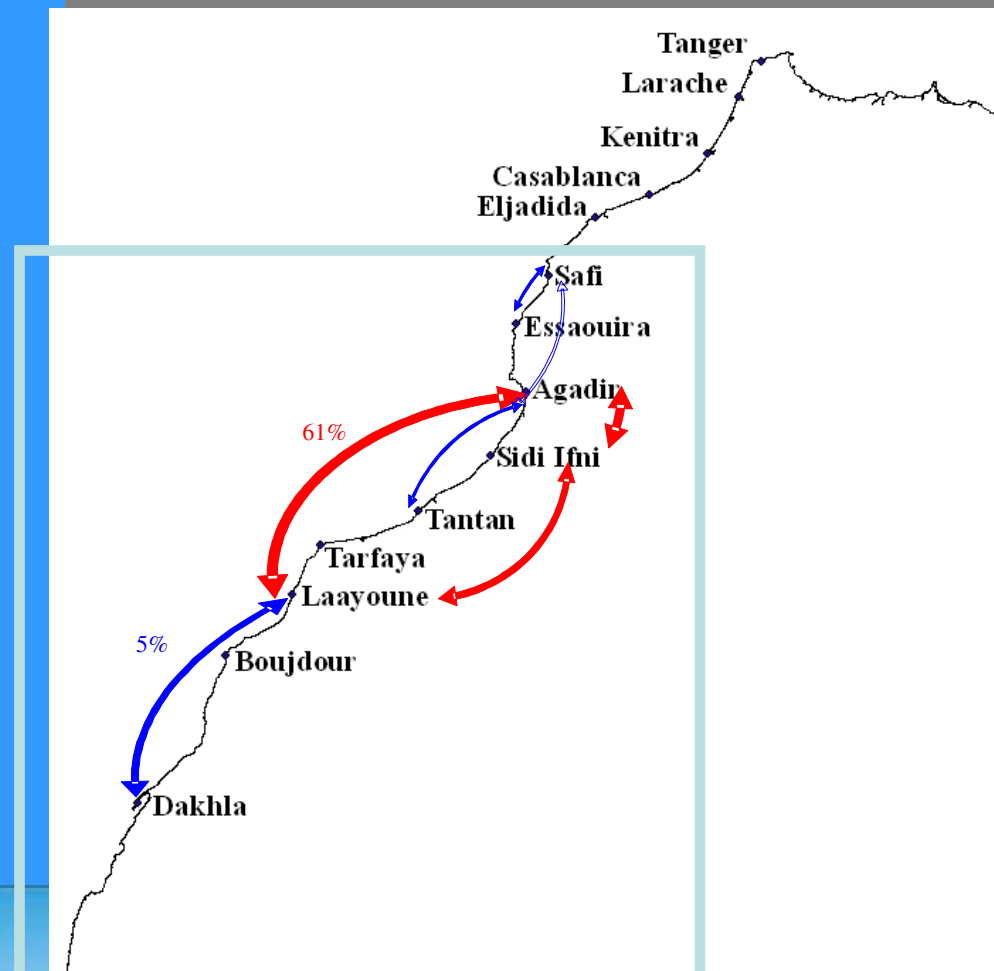 Tanger
Larache
Kenitra
Casablanca
Eljadida
Safi
Essaouira
Agadir
61%
Sidi Ifni
Tantan
Tarfaya
Laayoune
5%
Boujdour
Dakhla